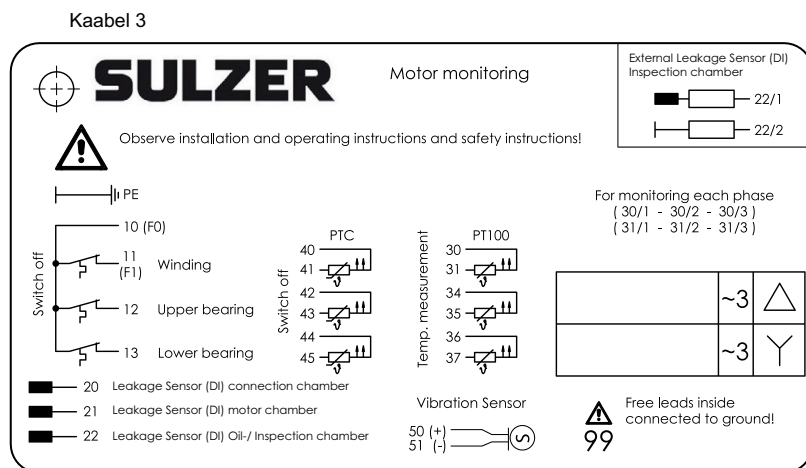 Kaabel 3
SULZER
Motor monitoring
External Leakage Sensor (DI)
Inspection chamber
22/1
22/2
Observe installation and operating instructions and safety instructions!
PE
10 (F0)
Switch off
11
(F1)
Winding
12 Upper bearing
13 Lower bearing
PTC
Switch off
40
41
42
43
44
45
PT100
Temp. measurement
30
31
34
35
36
37
For monitoring each phase
( 30/1 - 30/2 - 30/3 )
( 31/1 - 31/2 - 31/3 )
~3
~3
20 Leakage Sensor (DI) connection chamber
21 Leakage Sensor (DI) motor chamber
22 Leakage Sensor (DI) Oil-/ Inspection chamber
Vibration Sensor
50 (+)
51 (-)
S
Free leads inside
connected to ground!
99